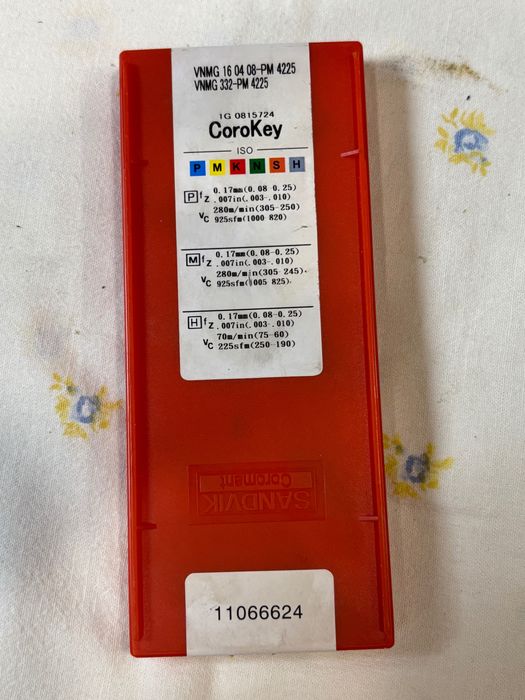 VNMG 16 04 08-PM 4225
VNMG 332-PM 4225
1G 0815724
CoroKey
ISO
P M K N S H
P fz 0.17mm(0.08-0.25)
.007in(.003-.010)
vc 280m/min(305-250)
925sfm(1000-820)
M fz 0.17mm(0.08-0.25)
.007in(.003-.010)
vc 280m/min(305-245)
925sfm(1005-825)
H fz 0.17mm(0.08-0.25)
.007in(.003-.010)
vc 70m/min(75-60)
225sfm(250-190)
SANDVIK
Coromant
11066624